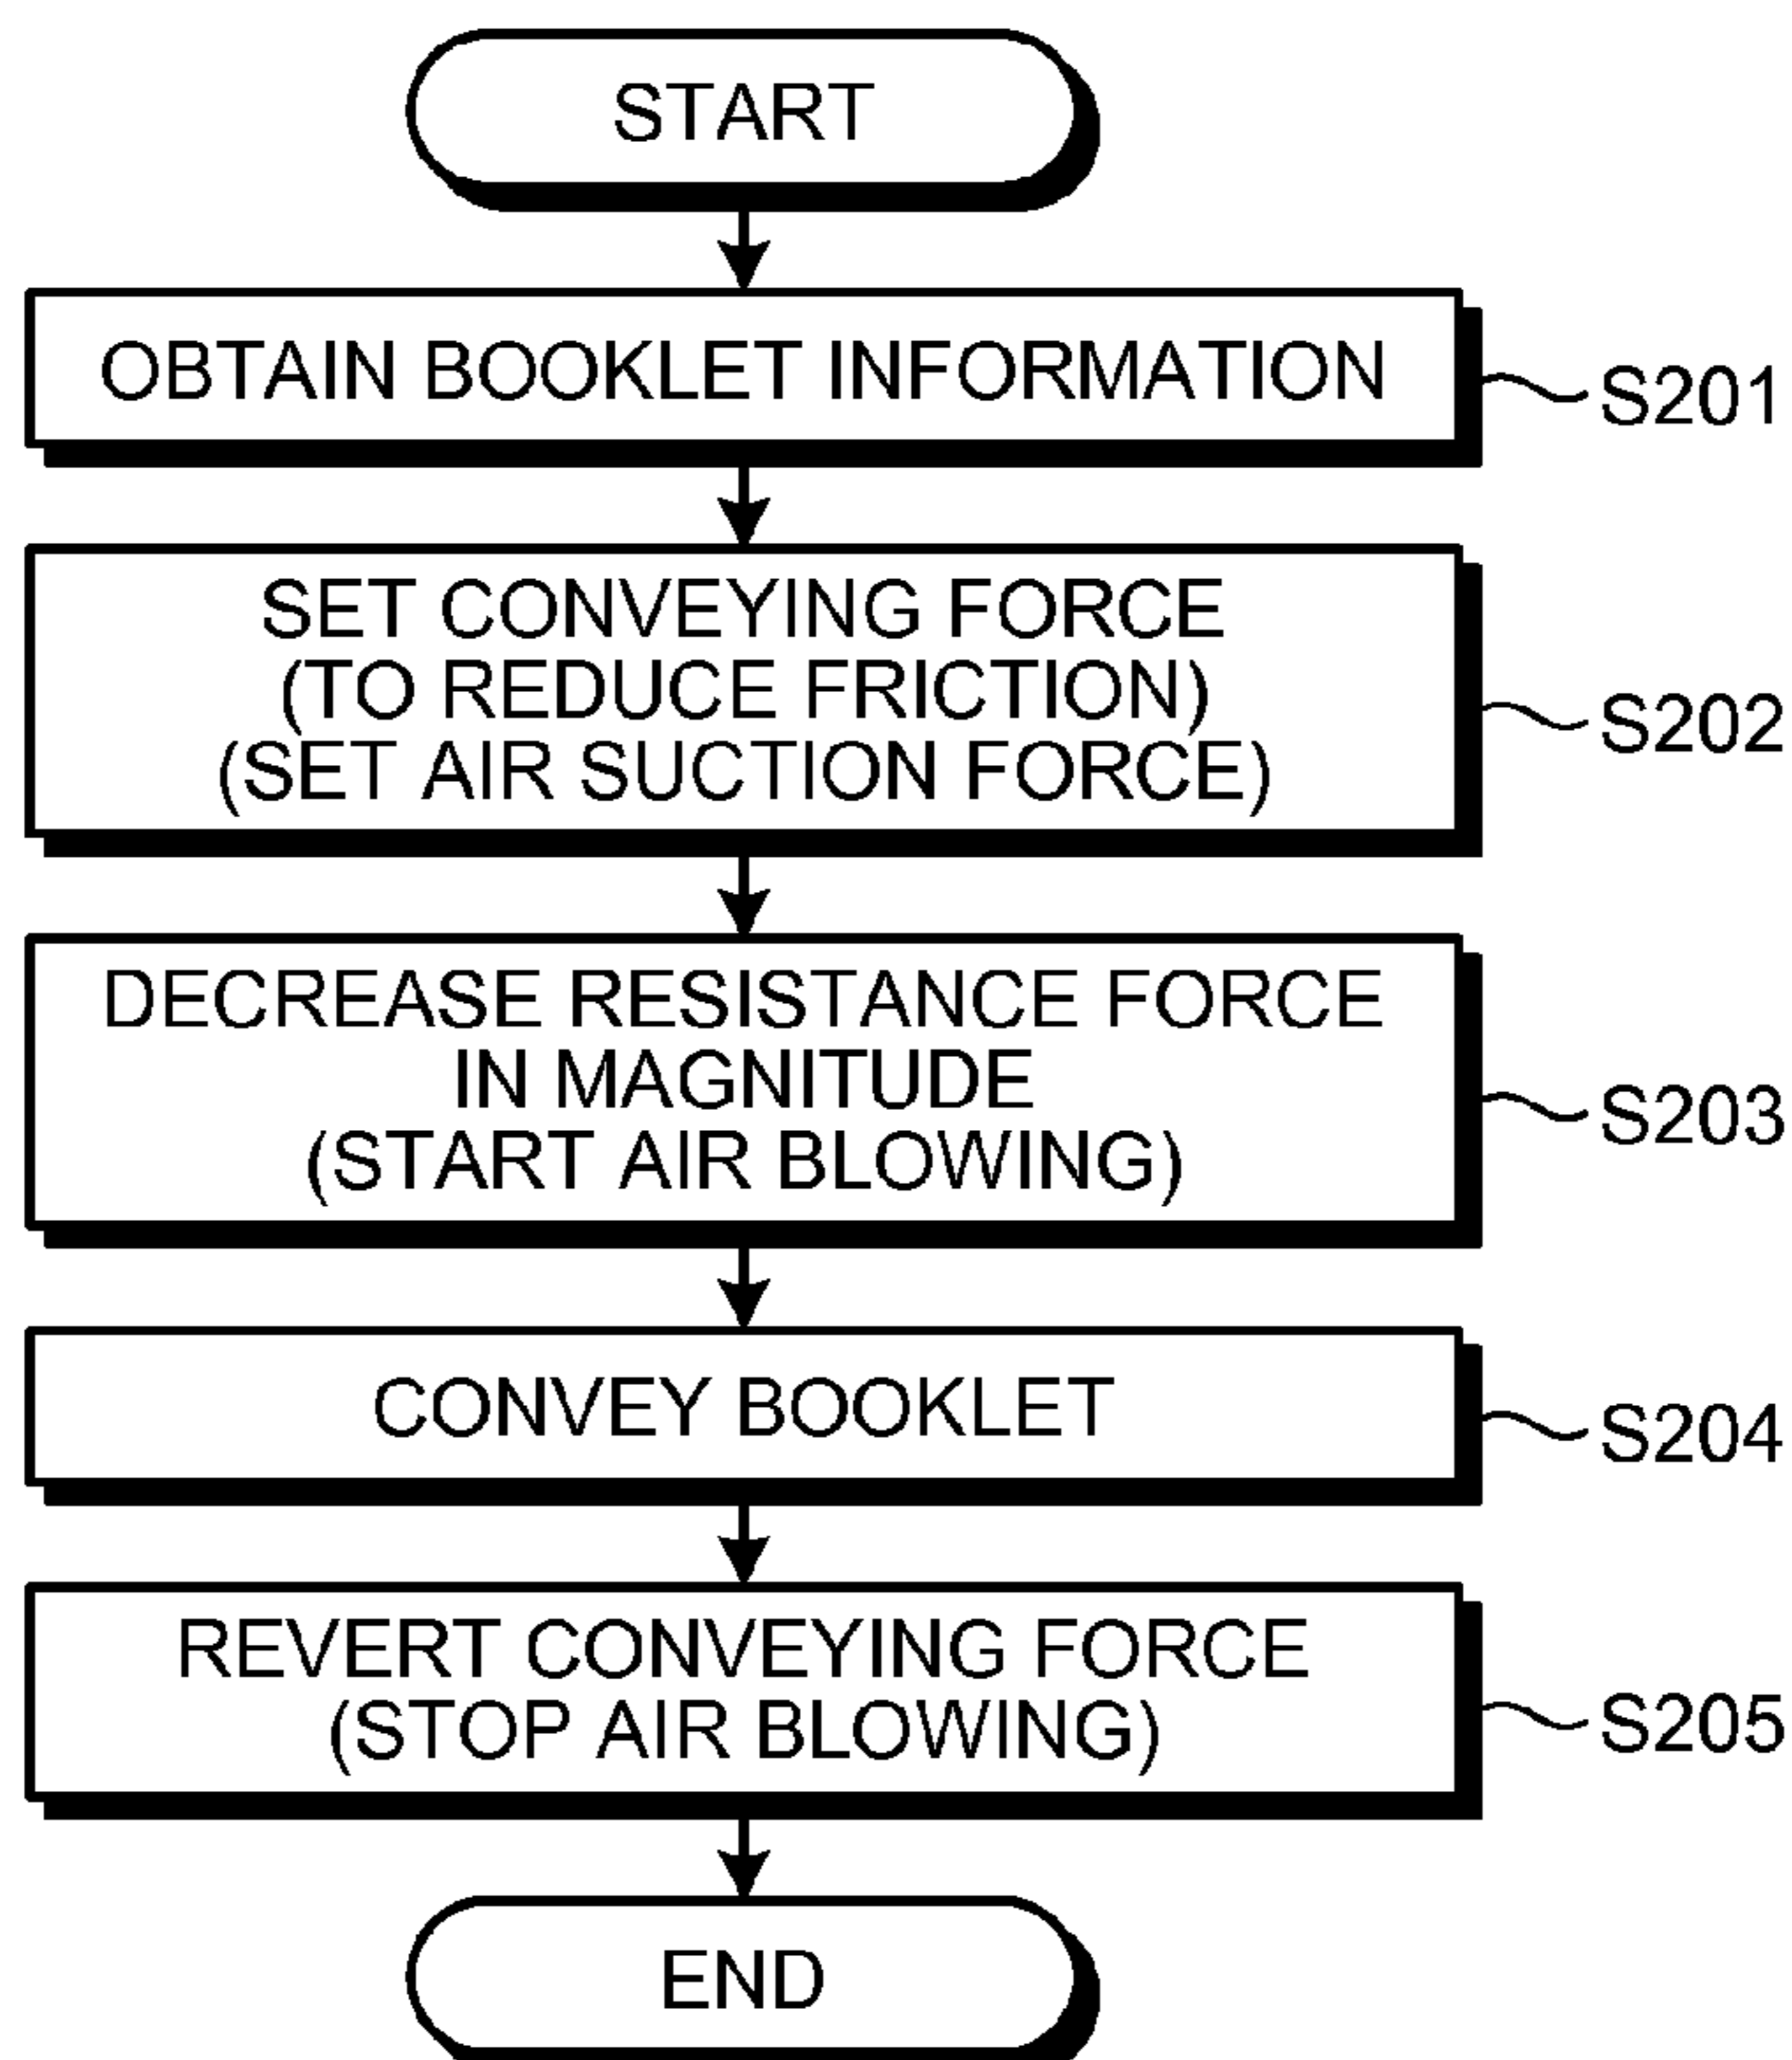 START
OBTAIN BOOKLET INFORMATION
S201
SET CONVEYING FORCE
(TO REDUCE FRICTION)
(SET AIR SUCTION FORCE)
S202
DECREASE RESISTANCE FORCE
IN MAGNITUDE
(START AIR BLOWING)
S203
CONVEY BOOKLET
S204
REVERT CONVEYING FORCE
(STOP AIR BLOWING)
S205
END